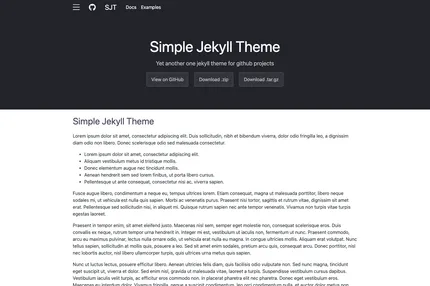 SJT Docs Examples
Simple Jekyll Theme
Yet another one jekyll theme for github projects
View on GitHub Download .zip Download .tar.gz
Simple Jekyll Theme
Lorem ipsum dolor sit amet, consectetur adipiscing elit. Duis sollicitudin, nibh et bibendum viverra, dolor odio fringilla leo, a dignissim
diam odio non libero. Donec scelerisque odio sed malesuada consectetur.
Lorem ipsum dolor sit amet, consectetur adipiscing elit.
Aliquam vestibulum metus id tristique mollis.
Donec elementum augue nec tincidunt mollis.
Aenean hendrerit sem sed lorem finibus, ut porta libero cursus.
Pellentesque ut ante consequat, consectetur nisi ac, viverra sapien.
Fusce augue libero, condimentum a neque eu, tempus ultrices lorem. Etiam consequat, magna ut malesuada porttitor, libero neque
sodales mi, ut vehicula est nulla quis sapien. Morbi ac venenatis purus. Praesent nisl tortor, sagittis et rutrum vitae, dignissim sit amet
erat. Pellentesque sed sollicitudin nisi, in aliquet mi. Quisque rutrum sapien nec ante tempor venenatis. Vivamus non turpis vitae turpis
egestas laoreet.
Praesent in tempor enim, sit amet eleifend justo. Maecenas nisl sem, semper eget molestie non, consequat scelerisque eros. Duis
convallis ex neque, rutrum tempor urna hendrerit in. Integer mi est, vestibulum ut iaculis non, fermentum ut nunc. Praesent commodo,
arcu eu maximus pulvinar, lectus nulla ornare odio, ut vehicula erat nulla eu magna. In congue ultricies mollis. Aliquam erat volutpat. Nunc
tellus sapien, sollicitudin at mollis quis, posuere a leo. Sed sit amet enim sodales, pretium arcu quis, consequat arcu. Donec porttitor, nisl
nec lobortis auctor, nisl libero ullamcorper turpis, quis ultrices urna metus quis sapien.
Nunc ut luctus lectus, posuere efficitur libero. Aenean ultricies felis diam, quis facilisis odio vulputate non. Sed nunc magna, tincidunt
eget suscipit ut, viverra at dolor. Sed enim nisl, gravida ut malesuada vitae, laoreet a turpis. Suspendisse vestibulum cursus dapibus.
Vestibulum iaculis velit turpis, ac efficitur eros euismod non. Donec commodo eros non, in placerat pharetra elit nec pharetra. Donec